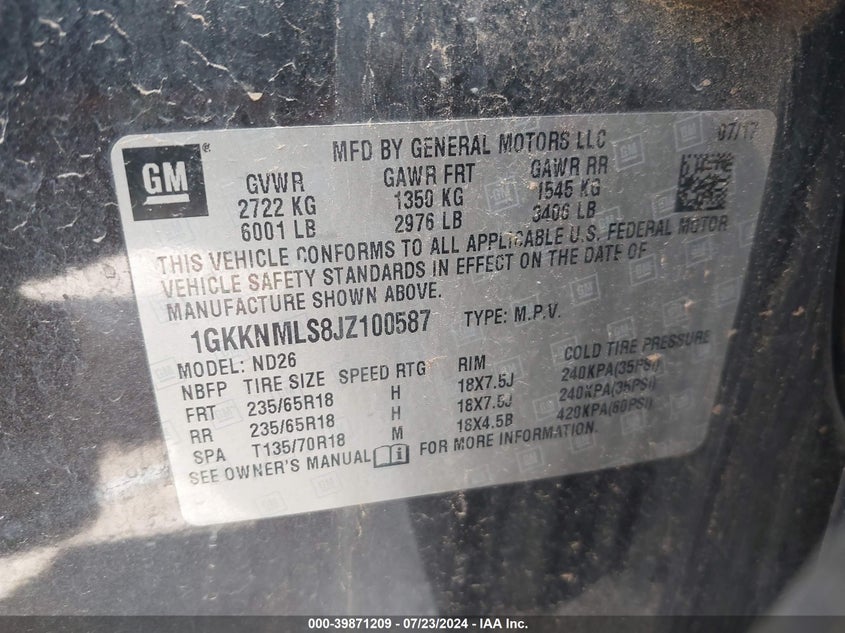 GM ®
MFD BY GENERAL MOTORS LLC 07/17
GVWR GAWR FRT GAWR RR
2722 KG 1350 KG 1545 KG
6001 LB 2976 LB 3406 LB
THIS VEHICLE CONFORMS TO ALL APPLICABLE U.S. FEDERAL MOTOR
VEHICLE SAFETY STANDARDS IN EFFECT ON THE DATE OF
MANUFACTURE SHOWN ABOVE.
1GKKNMLS8JZ100587 TYPE: M.P.V.
MODEL: ND26
NBFP TIRE SIZE SPEED RTG RIM COLD TIRE PRESSURE
FRT 235/65R18 H 18X7.5J 240KPA(35PSI)
RR 235/65R18 H 18X7.5J 240KPA(35PSI)
SPA T135/70R18 M 18X4.5B 420KPA(60PSI)
SEE OWNER'S MANUAL i FOR MORE INFORMATION.
000-39871209 - 07/23/2024 - IAA Inc.